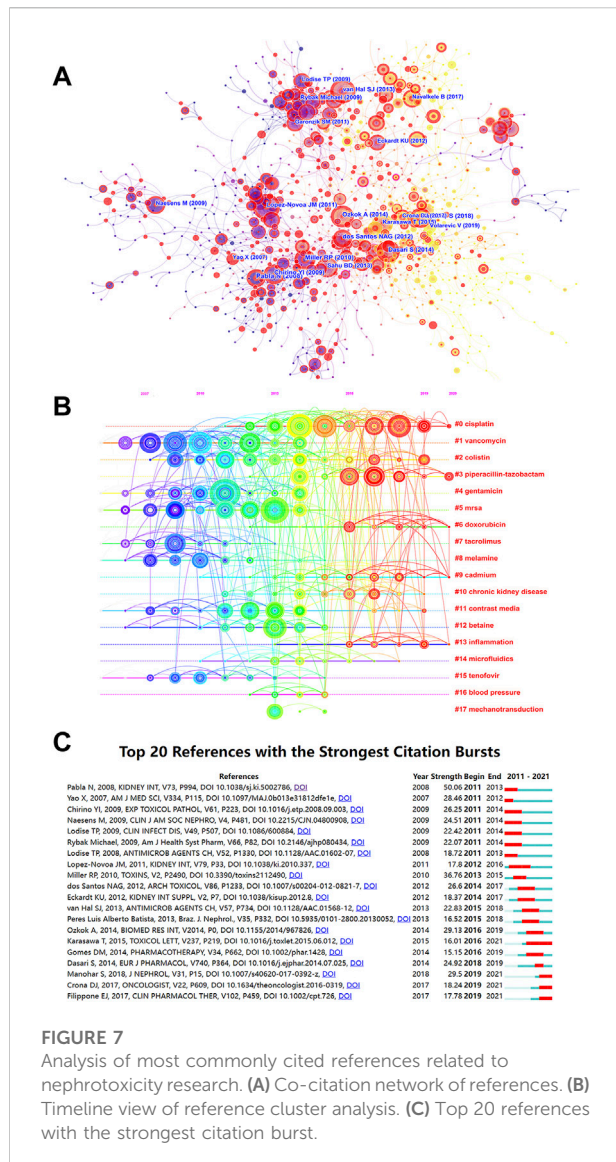 A
Lodise TP (2009)
van Hal SJ (2013)
Rybak Michael (2009)
Navalkele B (2017)
Garonzik SM (2011)
Eckardt KU (2012)
Naesens M (2009)
Lopez-Novoa JM (2011)
Ozkok A (2014)
Karasawa T (2015)
Volarevic V (2019)
dos Santos NAG (2012)
Dasari S (2014)
Yao X (2007)
Miller RP (2010)
Sahu BD (2013)
Chirino YI (2009)
Pabla N (2008)
B
#0 cisplatin
#1 vancomycin
#2 colistin
#3 piperacillin-tazobactam
#4 gentamicin
#5 mrsa
#6 doxorubicin
#7 tacrolimus
#8 melamine
#9 cadmium
#10 chronic kidney disease
#11 contrast media
#12 betaine
#13 inflammation
#14 microfluidics
#15 tenofovir
#16 blood pressure
#17 mechanotransduction
C
Top 20 References with the Strongest Citation Bursts
References Year Strength Begin End 2011 - 2021
Pabla N, 2008, KIDNEY INT, V73, P994, DOI 10.1038/sj.ki.5002786, DOI 2008 50.06 2011 2013
Yao X, 2007, AM J MED SCI, V334, P115, DOI 10.1097/MAJ.0b013e31812dfe1e, DOI 2007 28.46 2011 2012
Chirino YI, 2009, EXP TOXICOL PATHOL, V61, P223, DOI 10.1016/j.etp.2008.09.003, DOI 2009 26.25 2011 2014
Naesens M, 2009, CLIN J AM SOC NEPHRO, V4, P481, DOI 10.2215/CJN.04800908, DOI 2009 24.51 2011 2014
Lodise TP, 2009, CLIN INFECT DIS, V49, P507, DOI 10.1086/600884, DOI 2009 22.42 2011 2014
Rybak Michael, 2009, Am J Health Syst Pharm, V66, P82, DOI 10.2146/ajhp080434, DOI 2009 22.07 2011 2014
Lodise TP, 2008, ANTIMICROB AGENTS CH, V52, P1330, DOI 10.1128/AAC.01602-07, DOI 2008 18.72 2011 2013
Lopez-Novoa JM, 2011, KIDNEY INT, V79, P33, DOI 10.1038/ki.2010.337, DOI 2011 17.8 2012 2016
Miller RP, 2010, TOXINS, V2, P2490, DOI 10.3390/toxins2112490, DOI 2010 36.76 2013 2015
dos Santos NAG, 2012, ARCH TOXICOL, V86, P1233, DOI 10.1007/s00204-012-0821-7, DOI 2012 26.6 2014 2017
Eckardt KU, 2012, KIDNEY INT SUPPL, V2, P7, DOI 10.1038/kisup.2012.8, DOI 2012 18.37 2014 2017
van Hal SJ, 2013, ANTIMICROB AGENTS CH, V57, P734, DOI 10.1128/AAC.01568-12, DOI 2013 22.83 2015 2018
Peres Luis Alberto Batista, 2013, Braz. J. Nephrol., V35, P332, DOI 10.5935/0101-2800.20130052, DOI 2013 16.52 2015 2018
Ozkok A, 2014, BIOMED RES INT, V2014, P0, DOI 10.1155/2014/967826, DOI 2014 29.13 2016 2019
Karasawa T, 2015, TOXICOL LETT, V237, P219, DOI 10.1016/j.toxlet.2015.06.012, DOI 2015 16.01 2016 2021
Gomes DM, 2014, PHARMACOTHERAPY, V34, P662, DOI 10.1002/phar.1428, DOI 2014 15.15 2016 2019
Dasari S, 2014, EUR J PHARMACOL, V740, P364, DOI 10.1016/j.ejphar.2014.07.025, DOI 2014 24.92 2018 2019
Manohar S, 2018, J NEPHROL, V31, P15, DOI 10.1007/s40620-017-0392-z, DOI 2018 29.5 2019 2021
Crona DJ, 2017, ONCOLOGIST, V22, P609, DOI 10.1634/theoncologist.2016-0319, DOI 2017 18.24 2019 2021
Filippone EJ, 2017, CLIN PHARMACOL THER, V102, P459, DOI 10.1002/cpt.726, DOI 2017 17.78 2019 2021
FIGURE 7
Analysis of most commonly cited references related to
nephrotoxicity research. (A) Co-citation network of references. (B)
Timeline view of reference cluster analysis. (C) Top 20 references
with the strongest citation burst.